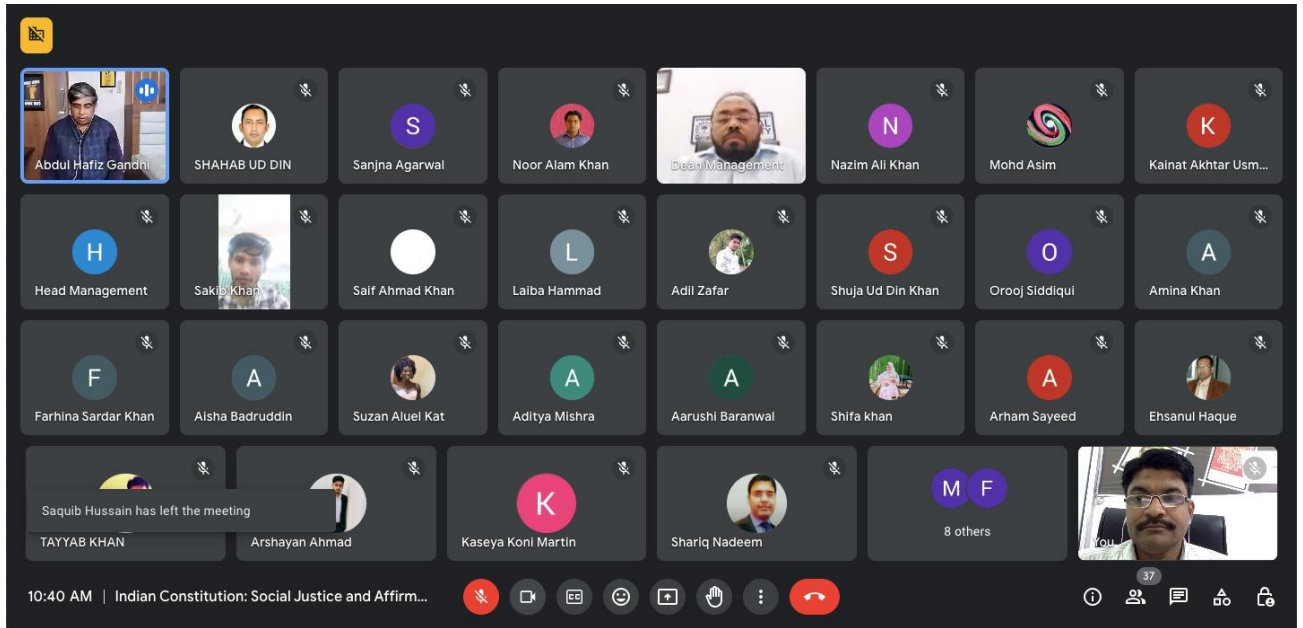 Abdul Hafiz Gandhi
SHAHAB UD DIN
S
Sanjna Agarwal
Noor Alam Khan
Dean Management
N
Nazim Ali Khan
Mohd Asim
K
Kainat Akhtar Usm...
H
Head Management
Sakib Khan
Saif Ahmad Khan
L
Laiba Hammad
Adil Zafar
S
Shuja Ud Din Khan
O
Orooj Siddiqui
A
Amina Khan
F
Farhina Sardar Khan
A
Aisha Badruddin
Suzan Aluel Kat
A
Aditya Mishra
A
Aarushi Baranwal
Shifa khan
A
Arham Sayeed
Ehsanul Haque
Saquib Hussain has left the meeting
TAYYAB KHAN
Arshayan Ahmad
K
Kaseya Koni Martin
Shariq Nadeem
M F
8 others
You
10:40 AM | Indian Constitution: Social Justice and Affirm...
CC
37